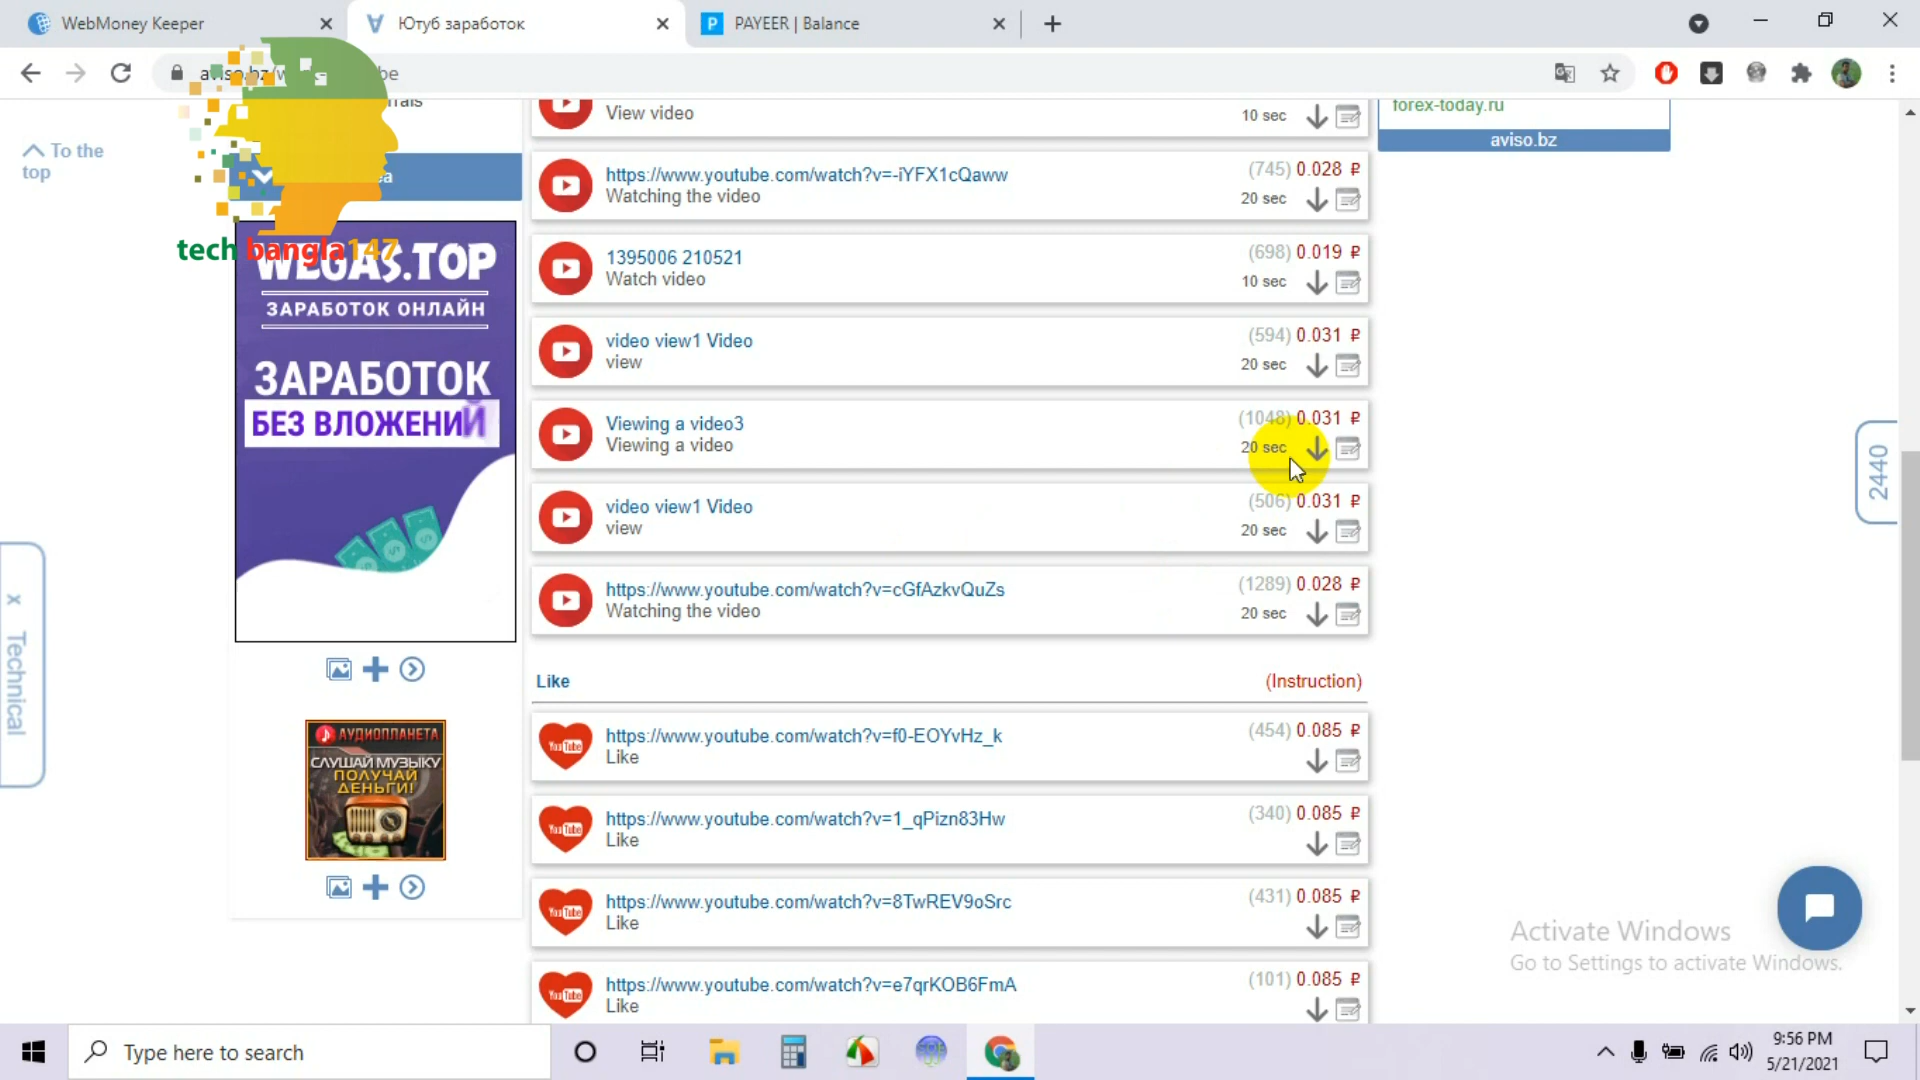 WebMoney Keeper
Ютуб заработок
PAYEER | Balance
To the
top
tech bangla147
WEGAS.TOP
ЗАРАБОТОК ОНЛАЙН
ЗАРАБОТОК
БЕЗ ВЛОЖЕНИЙ
АУДИОПЛАНЕТА
СЛУШАЙ МУЗЫКУ
ПОЛУЧАЙ
ДЕНЬГИ!
x Technical
View video
10 sec
https://www.youtube.com/watch?v=-iYFX1cQaww
(745) 0.028 ₽
Watching the video
20 sec
1395006 210521
(698) 0.019 ₽
Watch video
10 sec
video view1 Video
(594) 0.031 ₽
view
20 sec
Viewing a video3
(1048) 0.031 ₽
Viewing a video
20 sec
video view1 Video
(506) 0.031 ₽
view
20 sec
https://www.youtube.com/watch?v=cGfAzkvQuZs
(1289) 0.028 ₽
Watching the video
20 sec
Like
(Instruction)
https://www.youtube.com/watch?v=f0-EOYvHz_k
(454) 0.085 ₽
Like
https://www.youtube.com/watch?v=1_qPizn83Hw
(340) 0.085 ₽
Like
https://www.youtube.com/watch?v=8TwREV9oSrc
(431) 0.085 ₽
Like
https://www.youtube.com/watch?v=e7qrKOB6FmA
(101) 0.085 ₽
Like
forex-today.ru
aviso.bz
2440
Activate Windows
Go to Settings to activate Windows.
Type here to search
9:56 PM
5/21/2021